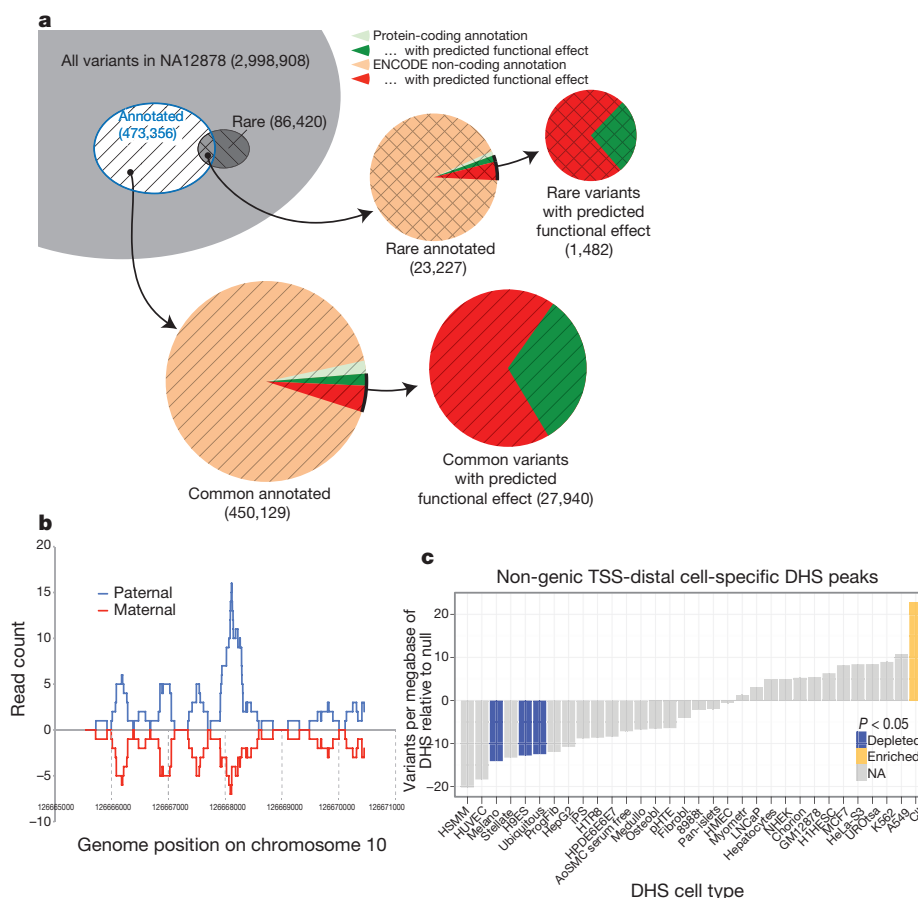 a
All variants in NA12878 (2,998,908)
Annotated
(473,356)
Rare (86,420)
Protein-coding annotation
... with predicted functional effect
ENCODE non-coding annotation
... with predicted functional effect
Rare annotated
(23,227)
Rare variants
with predicted
functional effect
(1,482)
Common annotated
(450,129)
Common variants
with predicted
functional effect (27,940)
b
Read count
20
15
10
5
0
−5
−10
Paternal
Maternal
126665000
126666000
126667000
126668000
126669000
126670000
126671000
Genome position on chromosome 10
c
Non-genic TSS-distal cell-specific DHS peaks
Variants per megabase of
DHS relative to null
20
10
0
−10
−20
P < 0.05
Depleted
Enriched
NA
HSMM
HUVEC
Melano
Stellate
H9ES
Ubiquitous
ProgFib
HepG2
iPS
HTR8
HPDE6E6E7
AoSMC serum free
Medullo
Osteobl
pHTE
Fibrobl
8988t
Pan-islets
HMEC
Myometr
LNCaP
Hepatocytes
NHEK
Chorion
GM12878
H1HESC
MCF7
HeLa-S3
UROtsa
K562
A549
DHS cell type